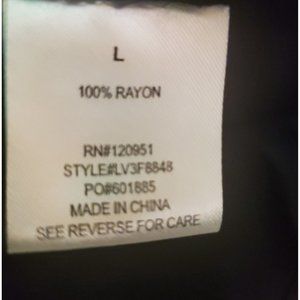 L
100% RAYON
RN#120951
STYLE#LV3F8848
PO#601885
MADE IN CHINA
SEE REVERSE FOR CARE